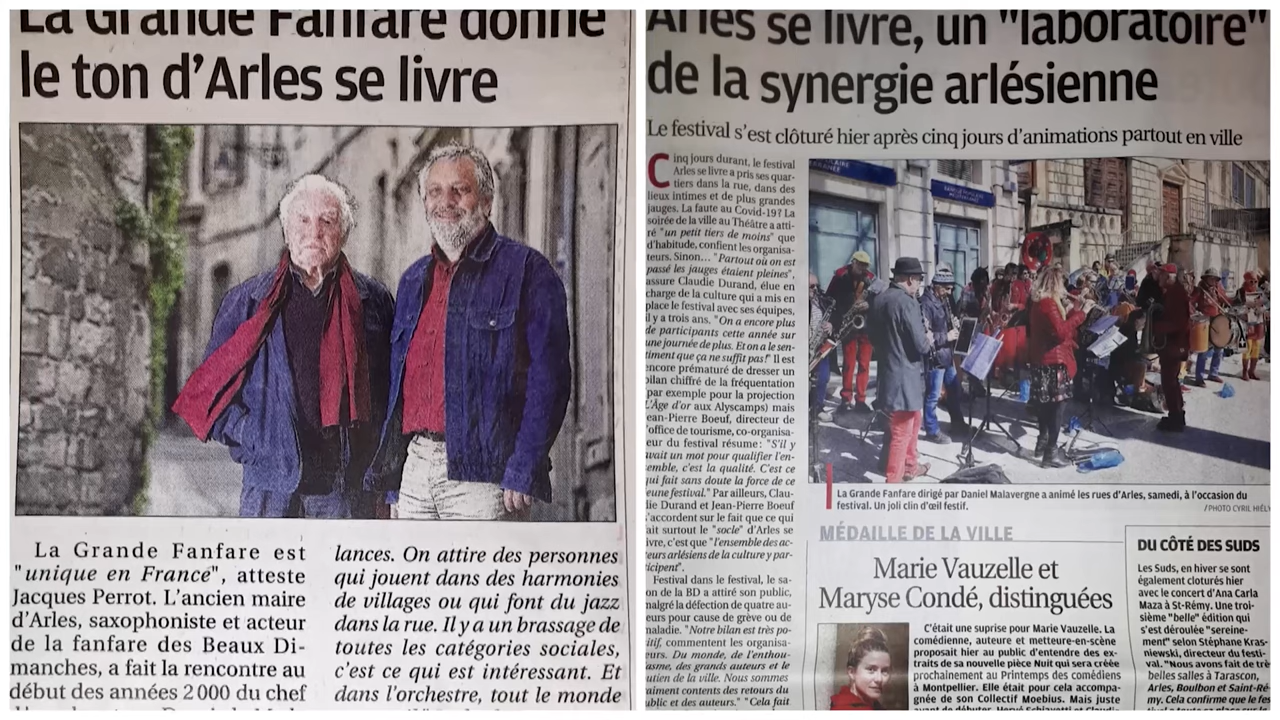 La Grande Fanfare donne
le ton d'Arles se livre
La Grande Fanfare est
"unique en France", atteste
Jacques Perrot. L'ancien maire
d'Arles, saxophoniste et acteur
de la fanfare des Beaux Di-
manches, a fait la rencontre au
début des années 2 000 du chef
lances. On attire des personnes
qui jouent dans des harmonies
de villages ou qui font du jazz
dans la rue. Il y a un brassage de
toutes les catégories sociales,
c'est ce qui est intéressant. Et
dans l'orchestre, tout le monde
Arles se livre, un "laboratoire"
de la synergie arlésienne
Le festival s'est clôturé hier après cinq jours d'animations partout en ville
Cinq jours durant, le festival
Arles se livre a pris ses quar-
tiers dans la rue, dans des
lieux intimes et de plus grandes
jauges. La faute au Covid-19? La
soirée de la ville au Théâtre a atti-
ré "un petit tiers de moins" que
d'habitude, confient les organisa-
teurs. Sinon... "Partout où on est
passé les jauges étaient pleines",
assure Claudie Durand, élue en
charge de la culture qui a mis en
place le festival avec ses équipes,
il y a trois ans. "On a encore plus
de participants cette année sur
une journée de plus. Et on a le sen-
timent que ça ne suffit pas!" Il est
encore prématuré de dresser un
bilan chiffré de la fréquentation
(par exemple pour la projection
L'Âge d'or aux Alyscamps) mais
Jean-Pierre Boeuf, directeur de
l'office de tourisme, co-organisa-
eur du festival résume : "S'il y
avait un mot pour qualifier l'en-
semble, c'est la qualité. C'est ce
qui fait sans doute la force de ce
jeune festival." Par ailleurs, Clau-
die Durand et Jean-Pierre Boeuf
s'accordent sur le fait que ce qui
fait surtout le "socle" d'Arles se
livre, c'est que "l'ensemble des ac-
teurs arlésiens de la culture y par-
ticipent".
Festival dans le festival, le sa-
lon de la BD a attiré son public,
malgré la défection de quatre au-
teurs pour cause de grève ou de
maladie. "Notre bilan est très po-
sitif, commentent les organisa-
teurs. Du monde, de l'enthou-
siasme, des grands auteurs et le
soutien de la ville. Nous sommes
vraiment contents des retours du
public et des auteurs." "Cela fait
La Grande Fanfare dirigé par Daniel Malavergne a animé les rues d'Arles, samedi, à l'occasion du
festival. Un joli clin d'œil festif.
/ PHOTO CYRIL HIÉLY
MÉDAILLE DE LA VILLE
Marie Vauzelle et
Maryse Condé, distinguées
C'était une suprise pour Marie Vauzelle. La
comédienne, auteure et metteure-en-scène
proposait hier au public d'entendre des ex-
traits de sa nouvelle pièce Nuit qui sera créée
prochainement au Printemps des comédiens
à Montpellier. Elle était pour cela accompa-
gnée de son Collectif Moebius. Mais juste
DU CÔTÉ DES SUDS
Les Suds, en hiver se sont
également cloturés hier
avec le concert d'Ana Carla
Maza à St-Rémy. Une troi-
sième "belle" édition qui
s'est déroulée "sereine-
ment" selon Stéphane Kras-
niewski, directeur du festi-
val. "Nous avons fait de très
belles salles à Tarascon,
Arles, Boulbon et Saint-Ré-
my. Cela confirme que le fes-